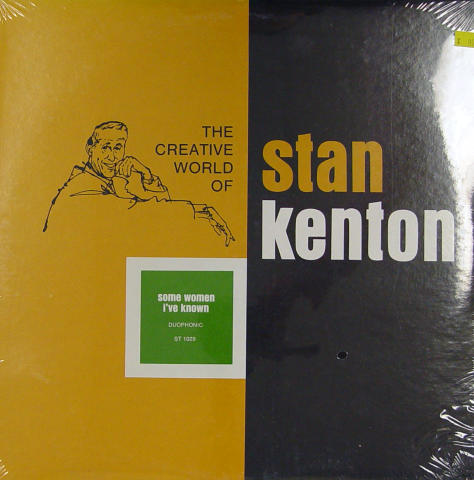 THE
CREATIVE
WORLD
OF
stan
kenton
some women
i've known
DUOPHONIC
ST 1029